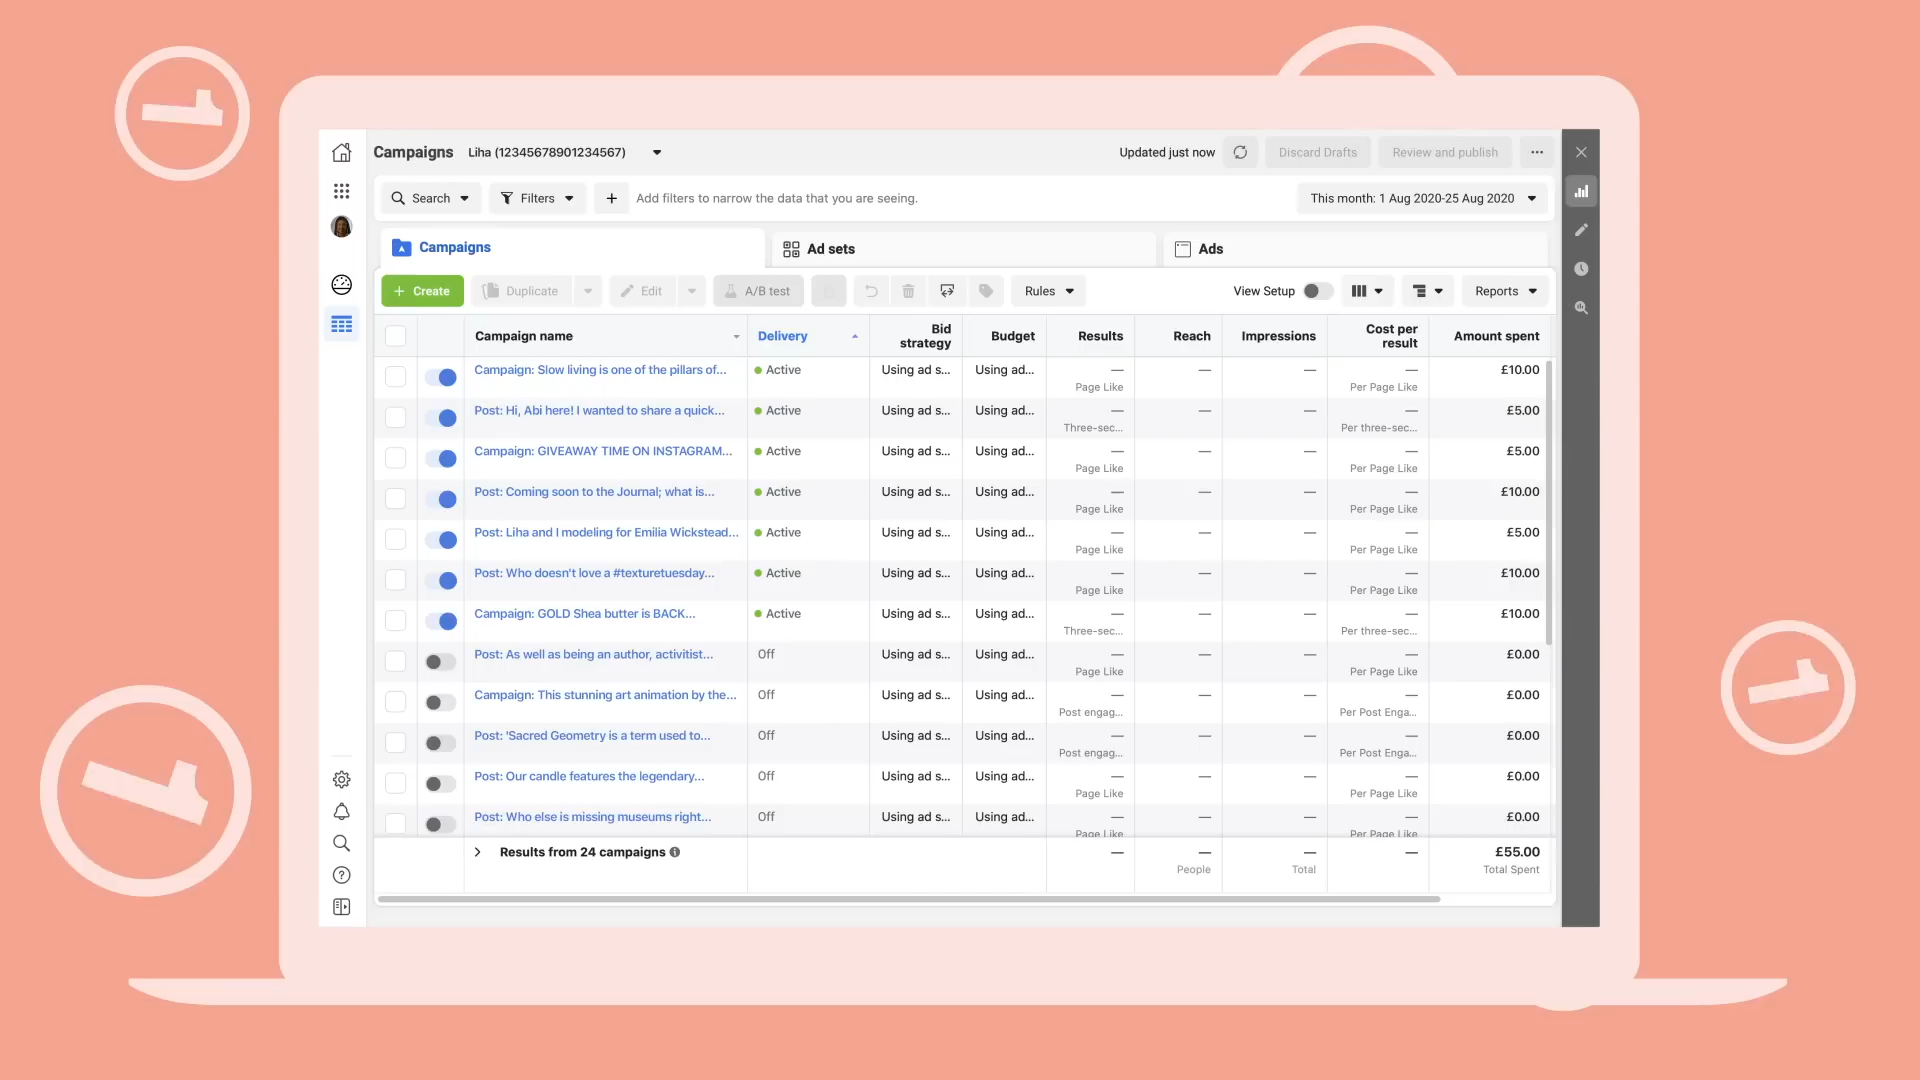 Campaigns Liha (12345678901234567) Updated just now Discard Drafts Review and publish
Search Filters + Add filters to narrow the data that you are seeing. This month: 1 Aug 2020-25 Aug 2020
Campaigns Ad sets Ads
+ Create Duplicate Edit A/B test Rules View Setup Reports
Campaign name Delivery Bid strategy Budget Results Reach Impressions Cost per result Amount spent
Campaign: Slow living is one of the pillars of... Active Using ad s... Using ad... — — — — £10.00
Page Like Per Page Like
Post: Hi, Abi here! I wanted to share a quick... Active Using ad s... Using ad... — — — — £5.00
Three-sec... Per three-sec...
Campaign: GIVEAWAY TIME ON INSTAGRAM... Active Using ad s... Using ad... — — — — £5.00
Page Like Per Page Like
Post: Coming soon to the Journal; what is... Active Using ad s... Using ad... — — — — £10.00
Page Like Per Page Like
Post: Liha and I modeling for Emilia Wickstead... Active Using ad s... Using ad... — — — — £5.00
Page Like Per Page Like
Post: Who doesn't love a #texturetuesday... Active Using ad s... Using ad... — — — — £10.00
Page Like Per Page Like
Campaign: GOLD Shea butter is BACK... Active Using ad s... Using ad... — — — — £10.00
Three-sec... Per three-sec...
Post: As well as being an author, activitist... Off Using ad s... Using ad... — — — — £0.00
Page Like Per Page Like
Campaign: This stunning art animation by the... Off Using ad s... Using ad... — — — — £0.00
Post engag... Per Post Enga...
Post: 'Sacred Geometry is a term used to... Off Using ad s... Using ad... — — — — £0.00
Post engag... Per Post Enga...
Post: Our candle features the legendary... Off Using ad s... Using ad... — — — — £0.00
Page Like Per Page Like
Post: Who else is missing museums right... Off Using ad s... Using ad... — — — — £0.00
Page Like Per Page Like
Results from 24 campaigns — — — — £55.00
People Total Total Spent